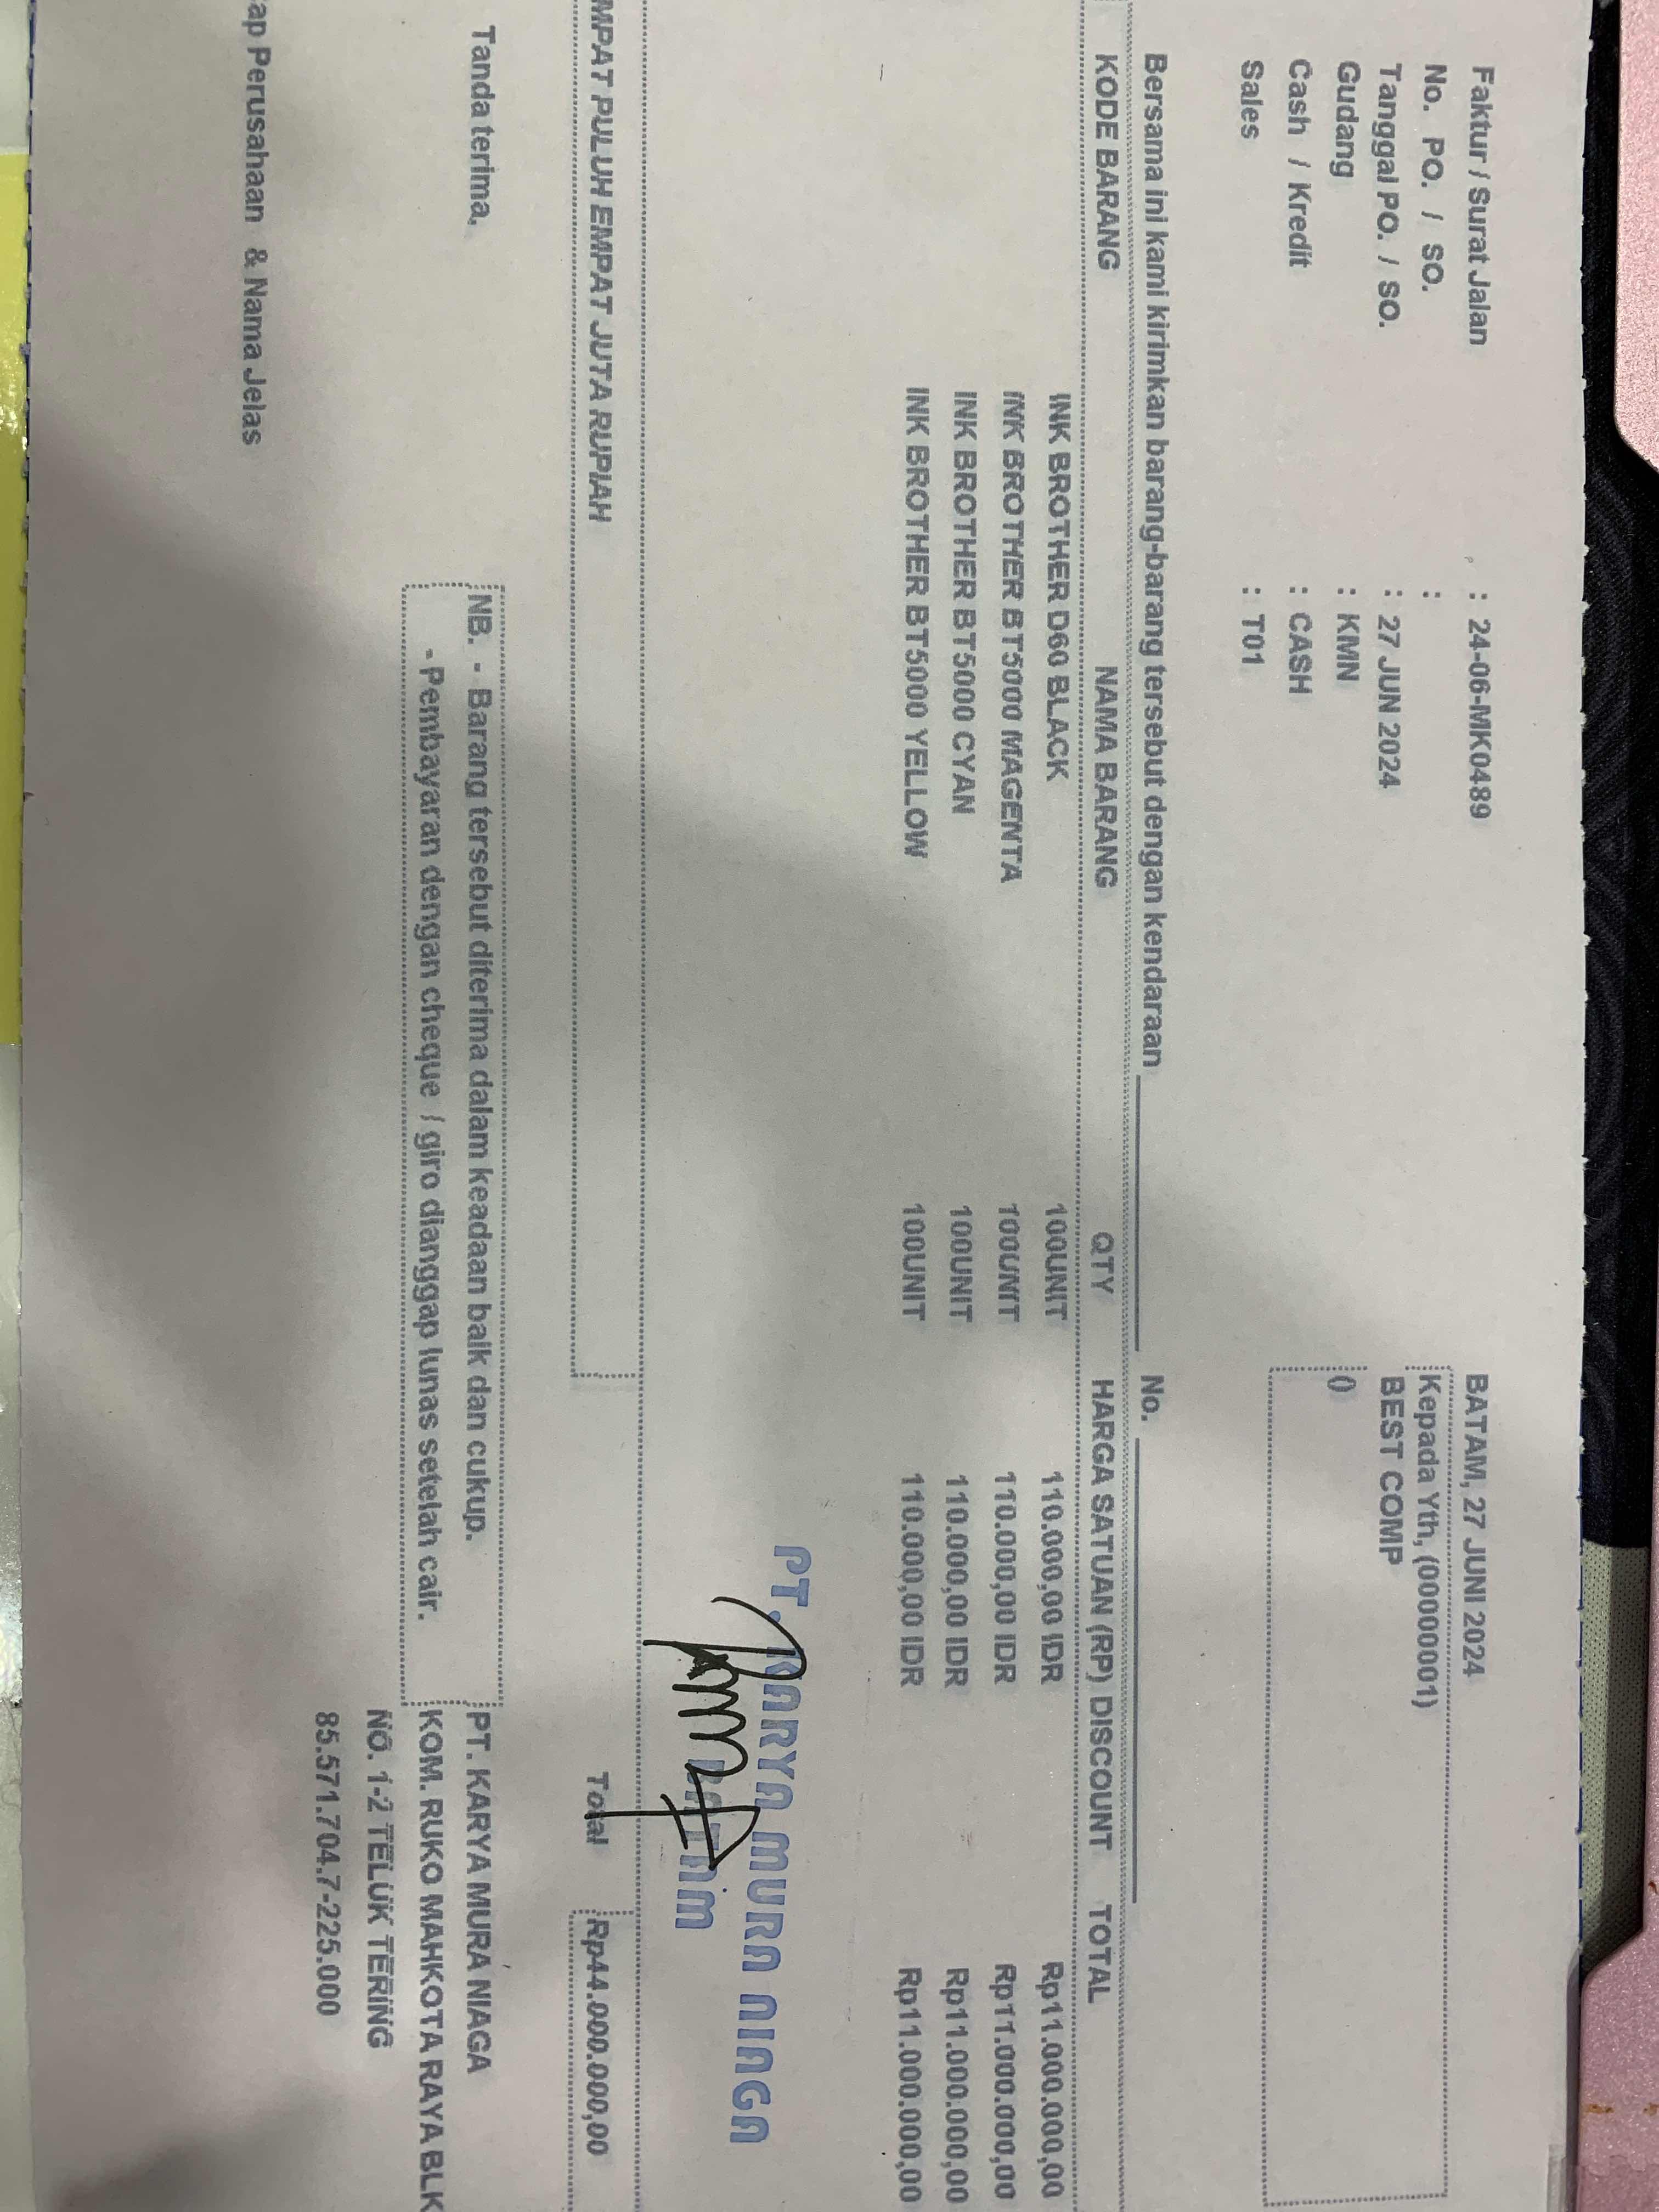 Faktur / Surat Jalan : 24-06-MK0489 BATAM, 27 JUNI 2024
No. PO. / SO. : Kepada Yth, (0000001)
Tanggal PO. / SO. : 27 JUN 2024 BEST COMP
Gudang : KMN 0
Cash / Kredit : CASH
Sales : T01
Bersama ini kami kirimkan barang-barang tersebut dengan kendaraan No.
KODE BARANG NAMA BARANG QTY HARGA SATUAN (RP) DISCOUNT TOTAL
INK BROTHER D60 BLACK 100UNIT 110.000,00 IDR Rp11.000.000,00
INK BROTHER BT5000 MAGENTA 100UNIT 110.000,00 IDR Rp11.000.000,00
INK BROTHER BT5000 CYAN 100UNIT 110.000,00 IDR Rp11.000.000,00
INK BROTHER BT5000 YELLOW 100UNIT 110.000,00 IDR Rp11.000.000,00
PT. KARYA MURA NIAGA
BATAM
MPAT PULUH EMPAT JUTA RUPIAH Total Rp44.000.000,00
Tanda terima, NB. - Barang tersebut diterima dalam keadaan baik dan cukup. PT. KARYA MURA NIAGA
- Pembayaran dengan cheque / giro dianggap lunas setelah cair. KOM. RUKO MAHKOTA RAYA BLK
NO. 1-2 TELUK TERING
85.571.704.7-225.000
ap Perusahaan & Nama Jelas